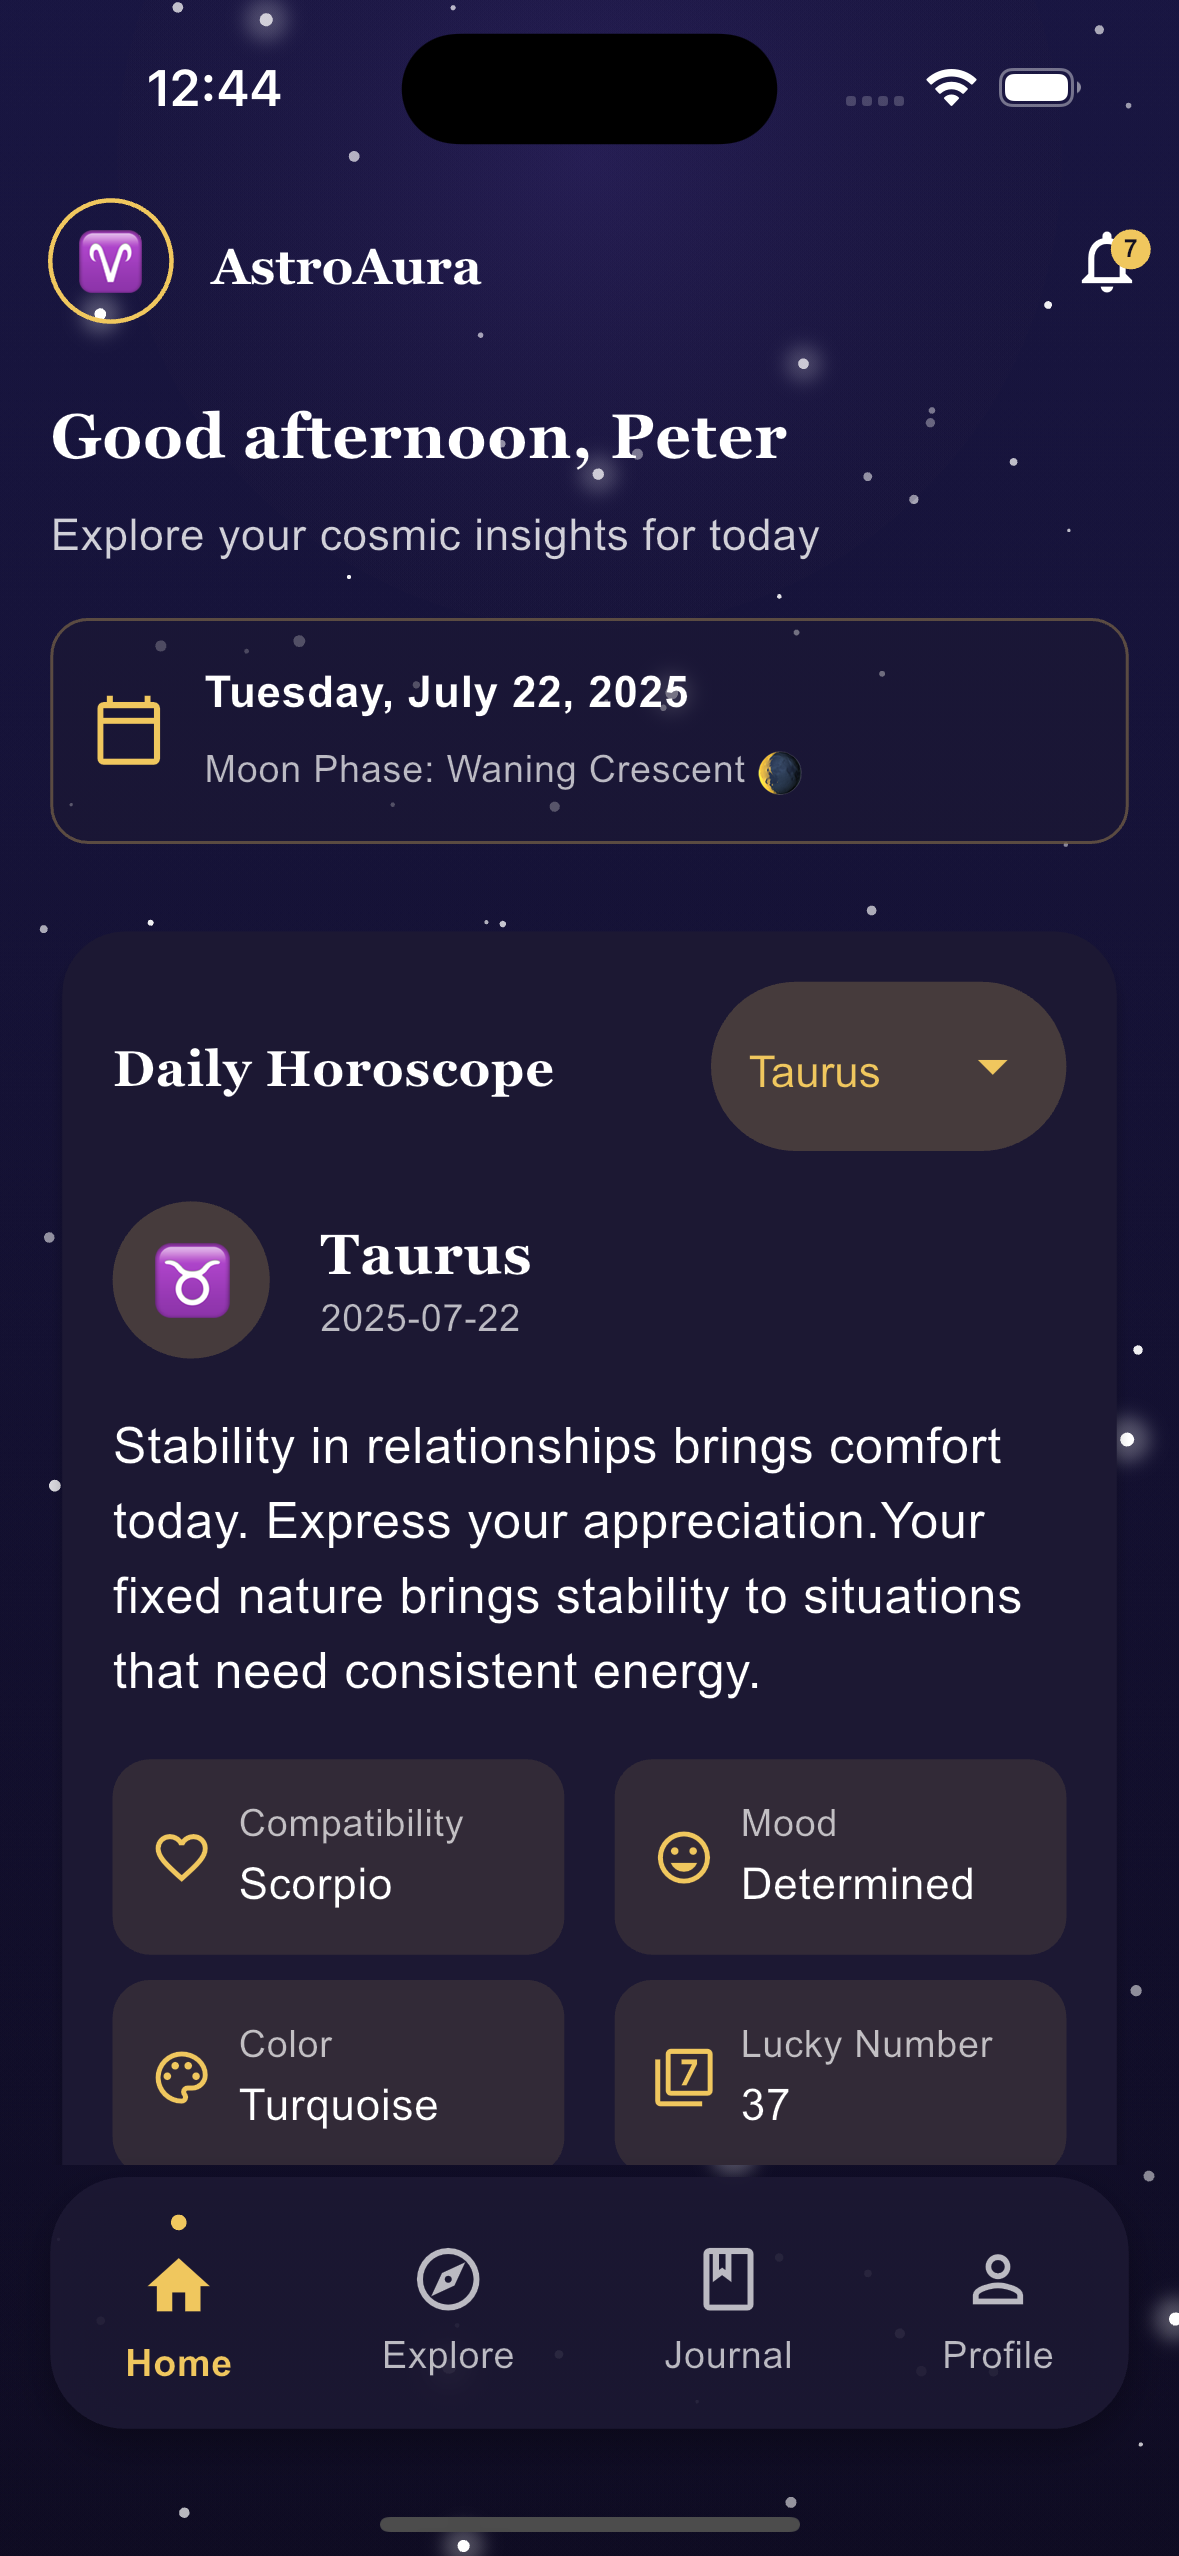 12:44
AstroAura
7
Good afternoon, Peter
Explore your cosmic insights for today
Tuesday, July 22, 2025
Moon Phase: Waning Crescent 🌘
Daily Horoscope
Taurus
Taurus
2025-07-22
Stability in relationships brings comfort
today. Express your appreciation.Your
fixed nature brings stability to situations
that need consistent energy.
Compatibility
Scorpio
Mood
Determined
Color
Turquoise
7
Lucky Number
37
Home
Explore
Journal
Profile